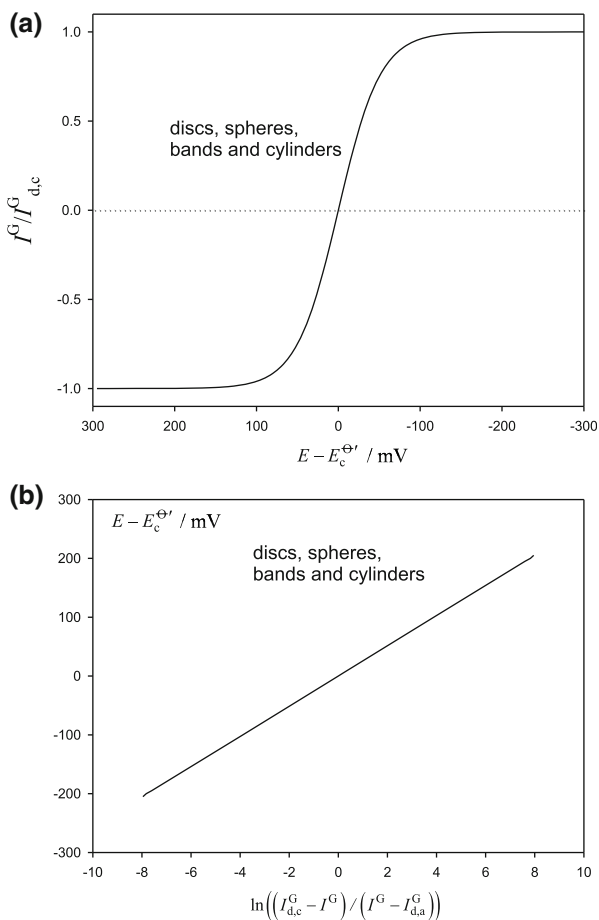 (a)
1.0
0.5
0.0
-0.5
-1.0
I^G/I^G_d,c
discs, spheres,
bands and cylinders
300 200 100 0 -100 -200 -300
E − E_c^⊖′ / mV
(b)
300
200
100
0
-100
-200
-300
E − E_c^⊖′ / mV
discs, spheres,
bands and cylinders
-10 -8 -6 -4 -2 0 2 4 6 8 10
ln((I^G_d,c − I^G)/(I^G − I^G_d,a))